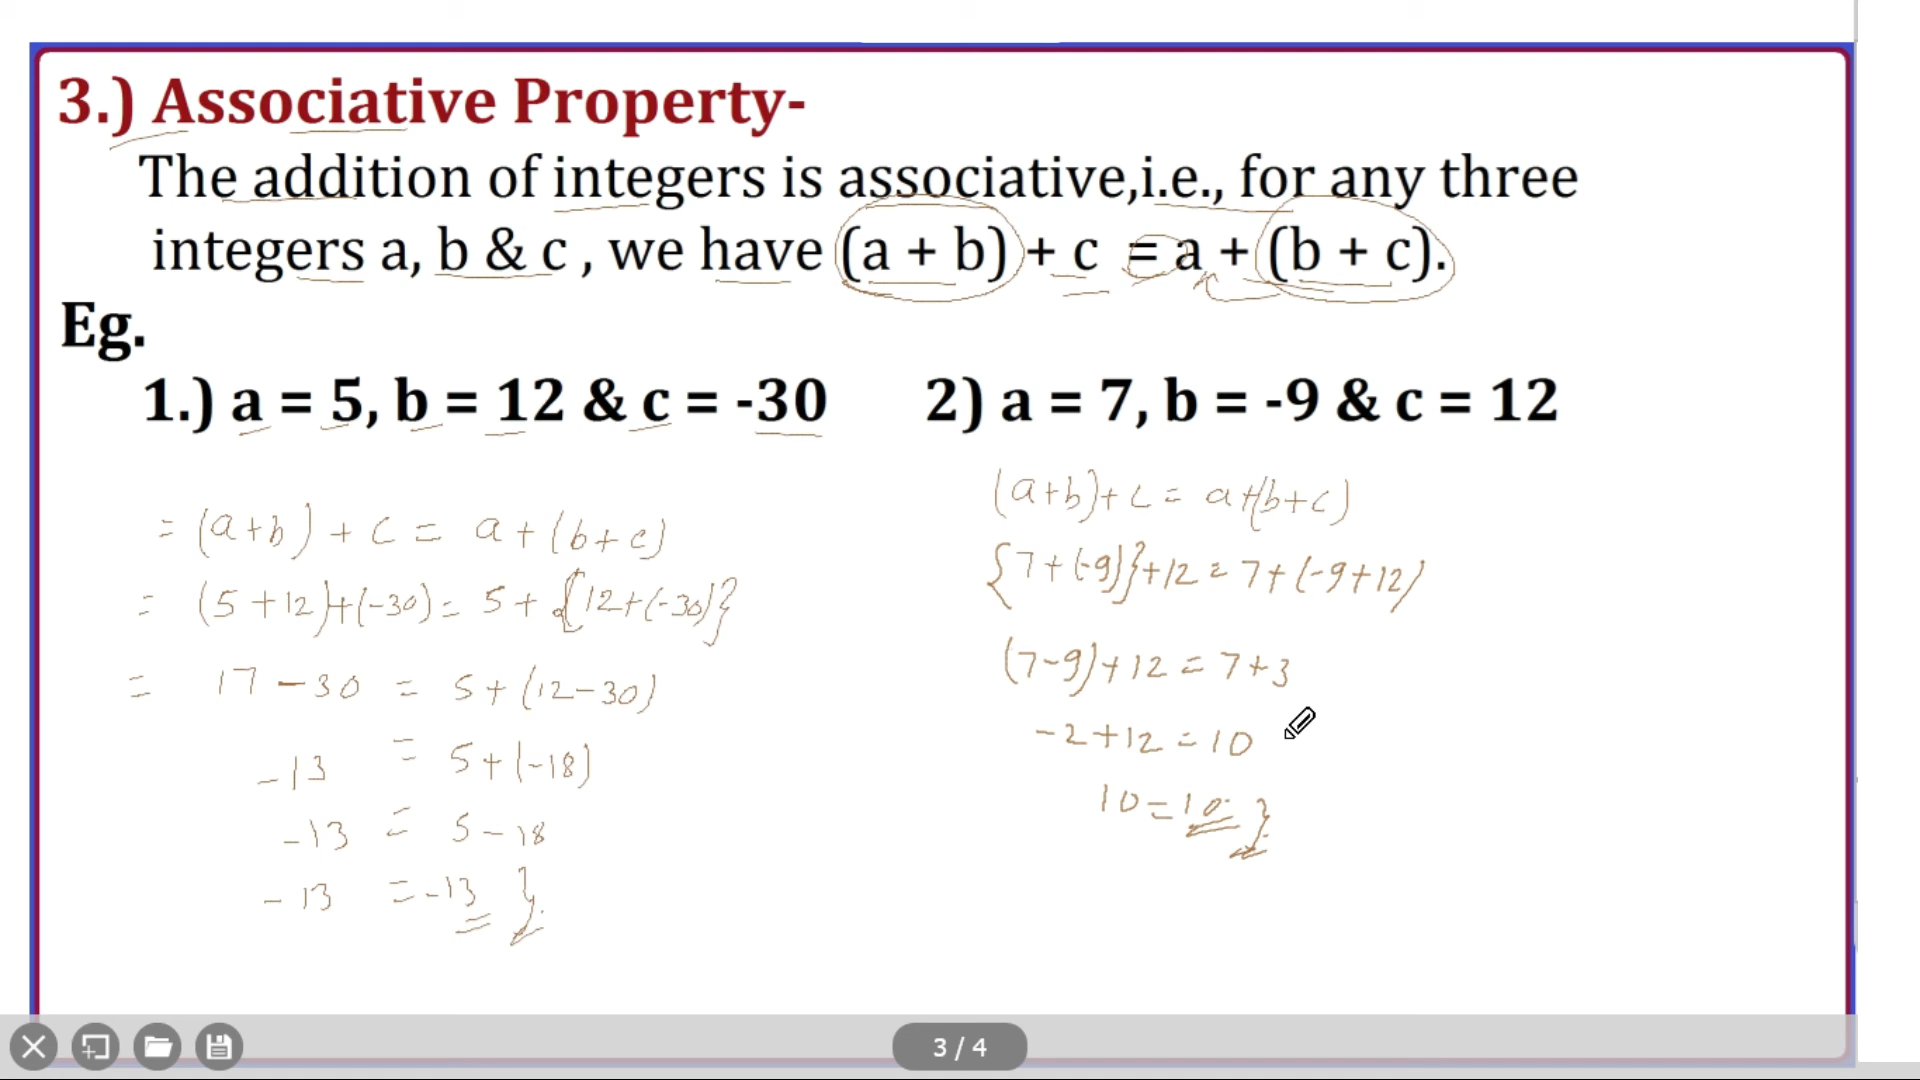 3.) Associative Property-
The addition of integers is associative,i.e., for any three
integers a, b & c , we have (a + b) + c = a + (b + c).
Eg.
1.) a = 5, b = 12 & c = -30
= (a+b) + c = a + (b+c)
= (5+12)+(-30) = 5 + {12+(-30)}
= 17 - 30 = 5 + (12-30)
-13 = 5+(-18)
-13 = 5 - 18
-13 = -13
2) a = 7, b = -9 & c = 12
(a+b)+c = a+(b+c)
{7+(-9)}+12 = 7+(-9+12)
(7-9)+12 = 7+3
-2+12 = 10
10 = 10
3 / 4